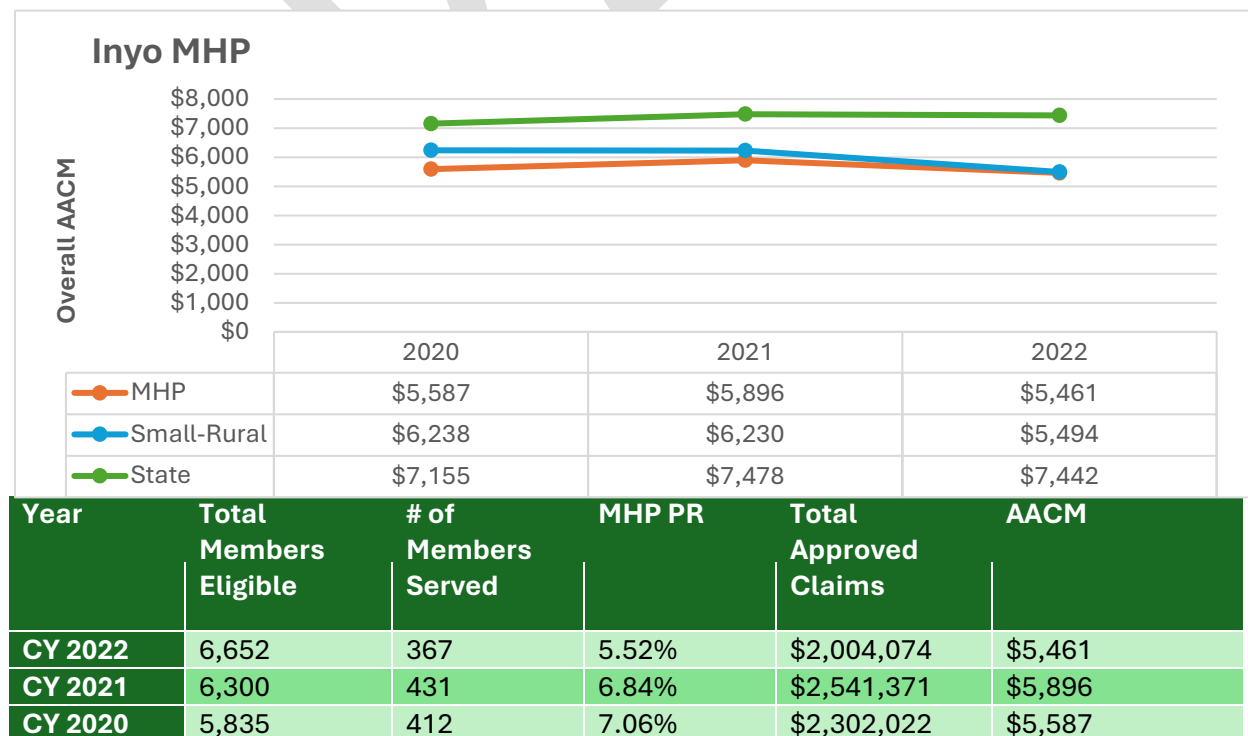 Inyo MHP
Overall AACM
$8,000
$7,000
$6,000
$5,000
$4,000
$3,000
$2,000
$1,000
$0
2020 2021 2022
MHP $5,587 $5,896 $5,461
Small-Rural $6,238 $6,230 $5,494
State $7,155 $7,478 $7,442
Year Total # of MHP PR Total AACM
Members Members Approved
Eligible Served Claims
CY 2022 6,652 367 5.52% $2,004,074 $5,461
CY 2021 6,300 431 6.84% $2,541,371 $5,896
CY 2020 5,835 412 7.06% $2,302,022 $5,587